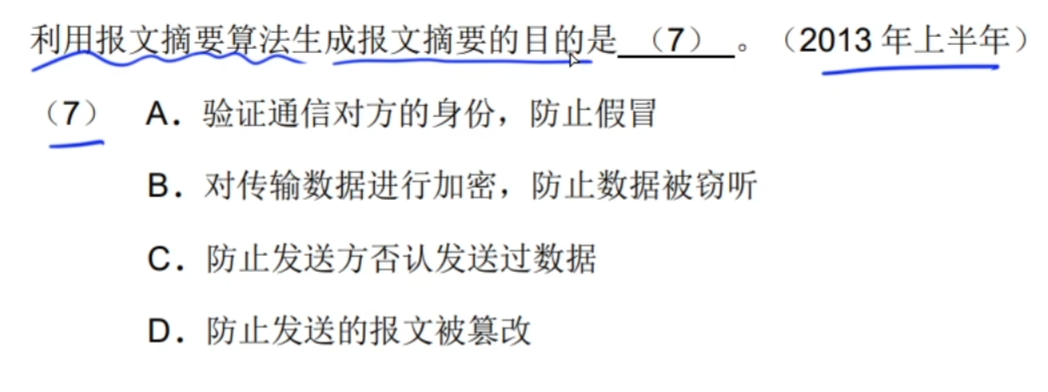 利用报文摘要算法生成报文摘要的目的是（7）。（2013 年上半年）
（7） A．验证通信对方的身份，防止假冒
B．对传输数据进行加密，防止数据被窃听
C．防止发送方否认发送过数据
D．防止发送的报文被篡改